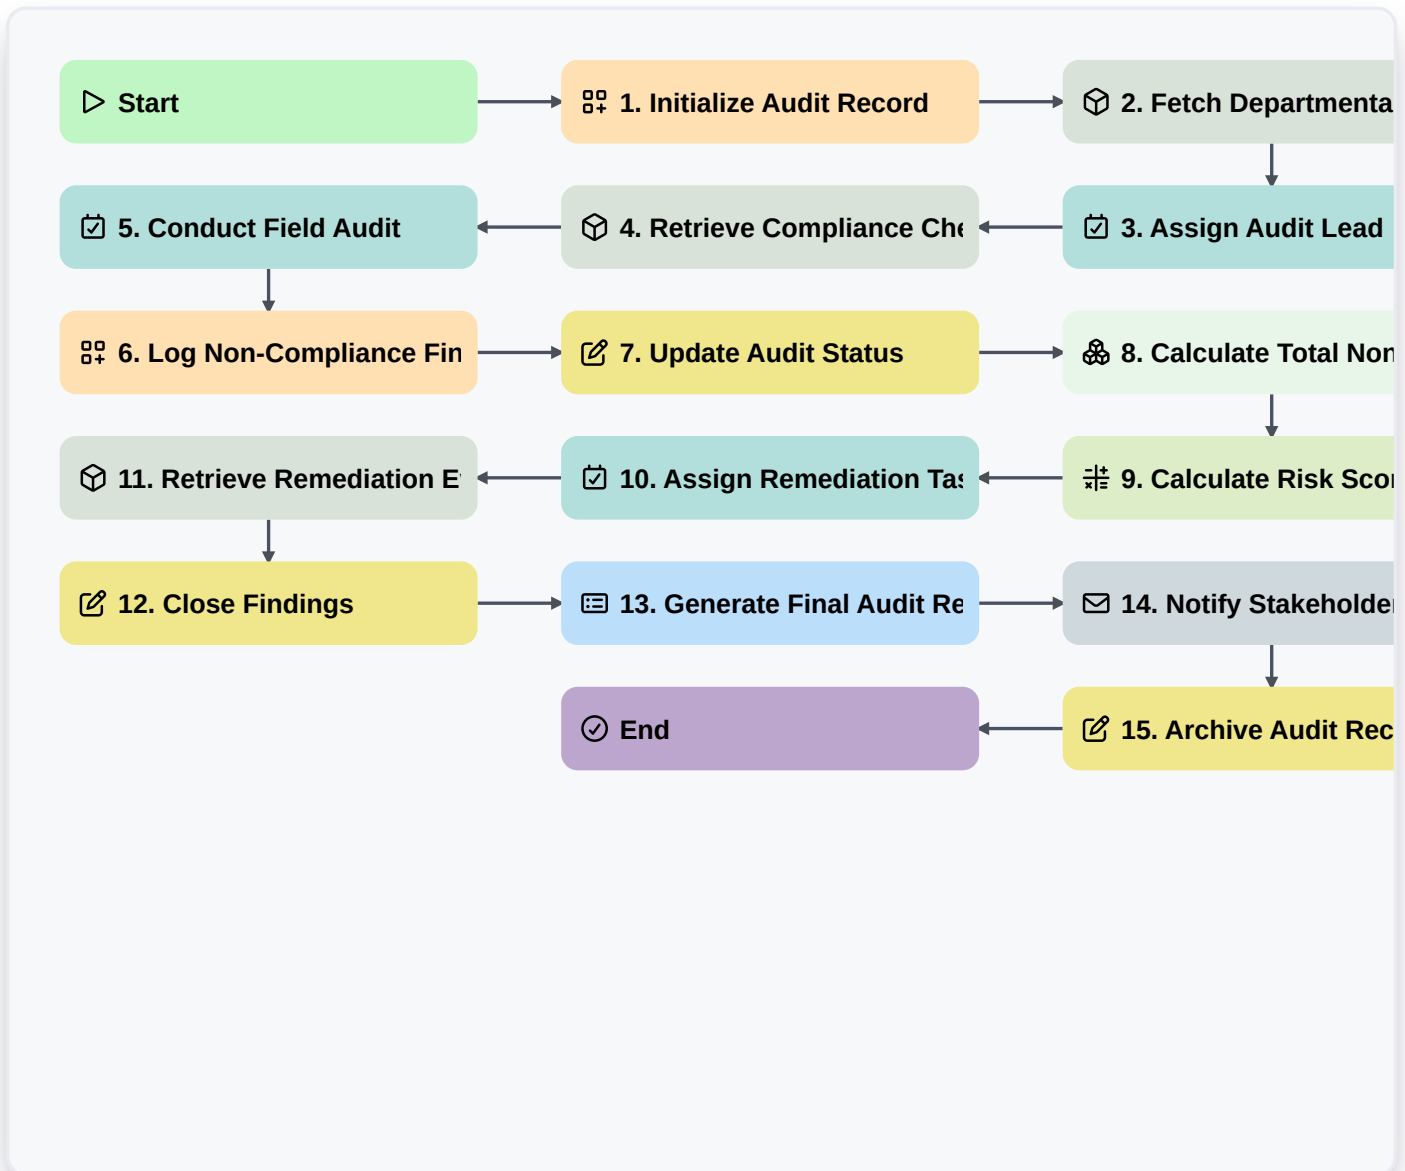 Start
1. Initialize Audit Record
2. Fetch Departmenta
5. Conduct Field Audit
4. Retrieve Compliance Che
3. Assign Audit Lead
6. Log Non-Compliance Fin
7. Update Audit Status
8. Calculate Total Non
11. Retrieve Remediation E
10. Assign Remediation Tas
9. Calculate Risk Scor
12. Close Findings
13. Generate Final Audit Re
14. Notify Stakeholder
End
15. Archive Audit Rec